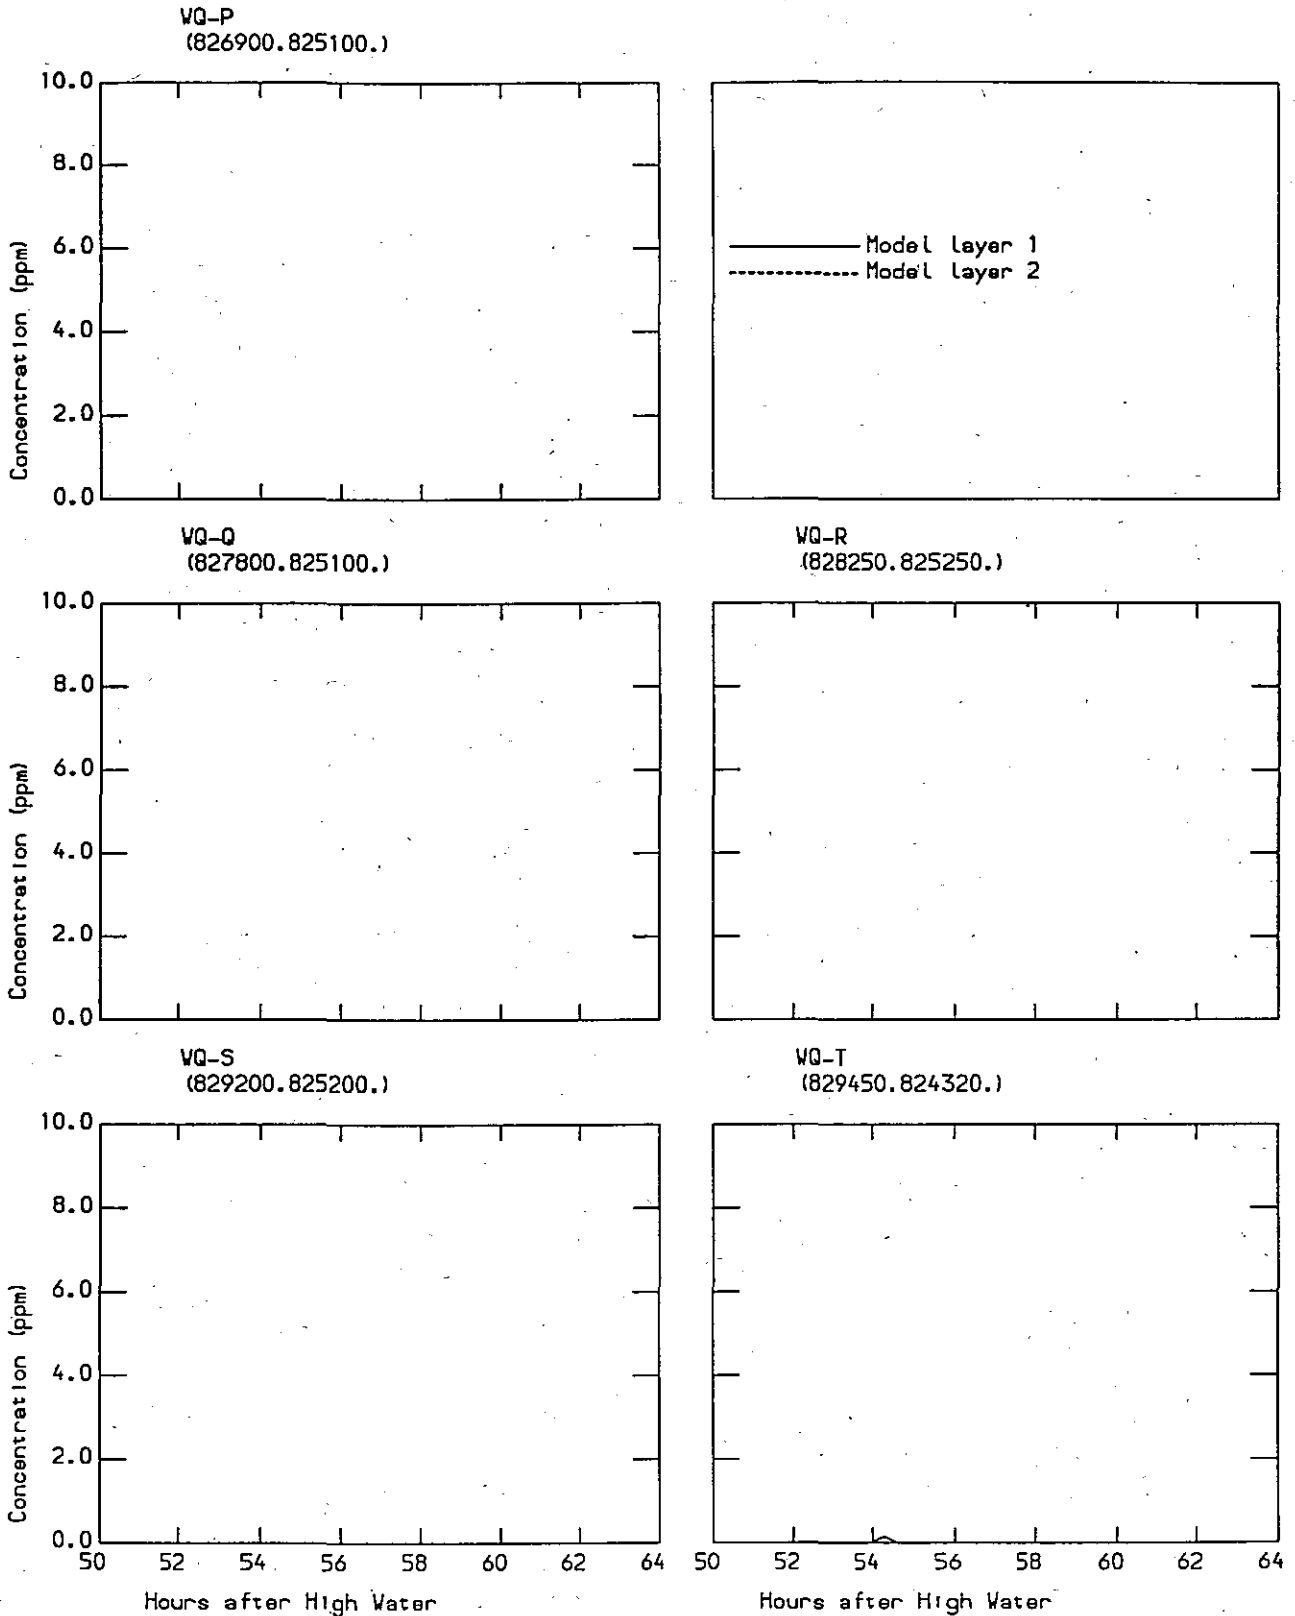 WQ-P
(826900.825100.)
10.0
8.0
6.0
4.0
2.0
0.0
Concentration (ppm)
Model layer 1
Model layer 2
WQ-Q
(827800.825100.)
10.0
8.0
6.0
4.0
2.0
0.0
Concentration (ppm)
WQ-R
(828250.825250.)
WQ-S
(829200.825200.)
10.0
8.0
6.0
4.0
2.0
0.0
Concentration (ppm)
50 52 54 56 58 60 62 64
Hours after High Water
WQ-T
(829450.824320.)
50 52 54 56 58 60 62 64
Hours after High Water